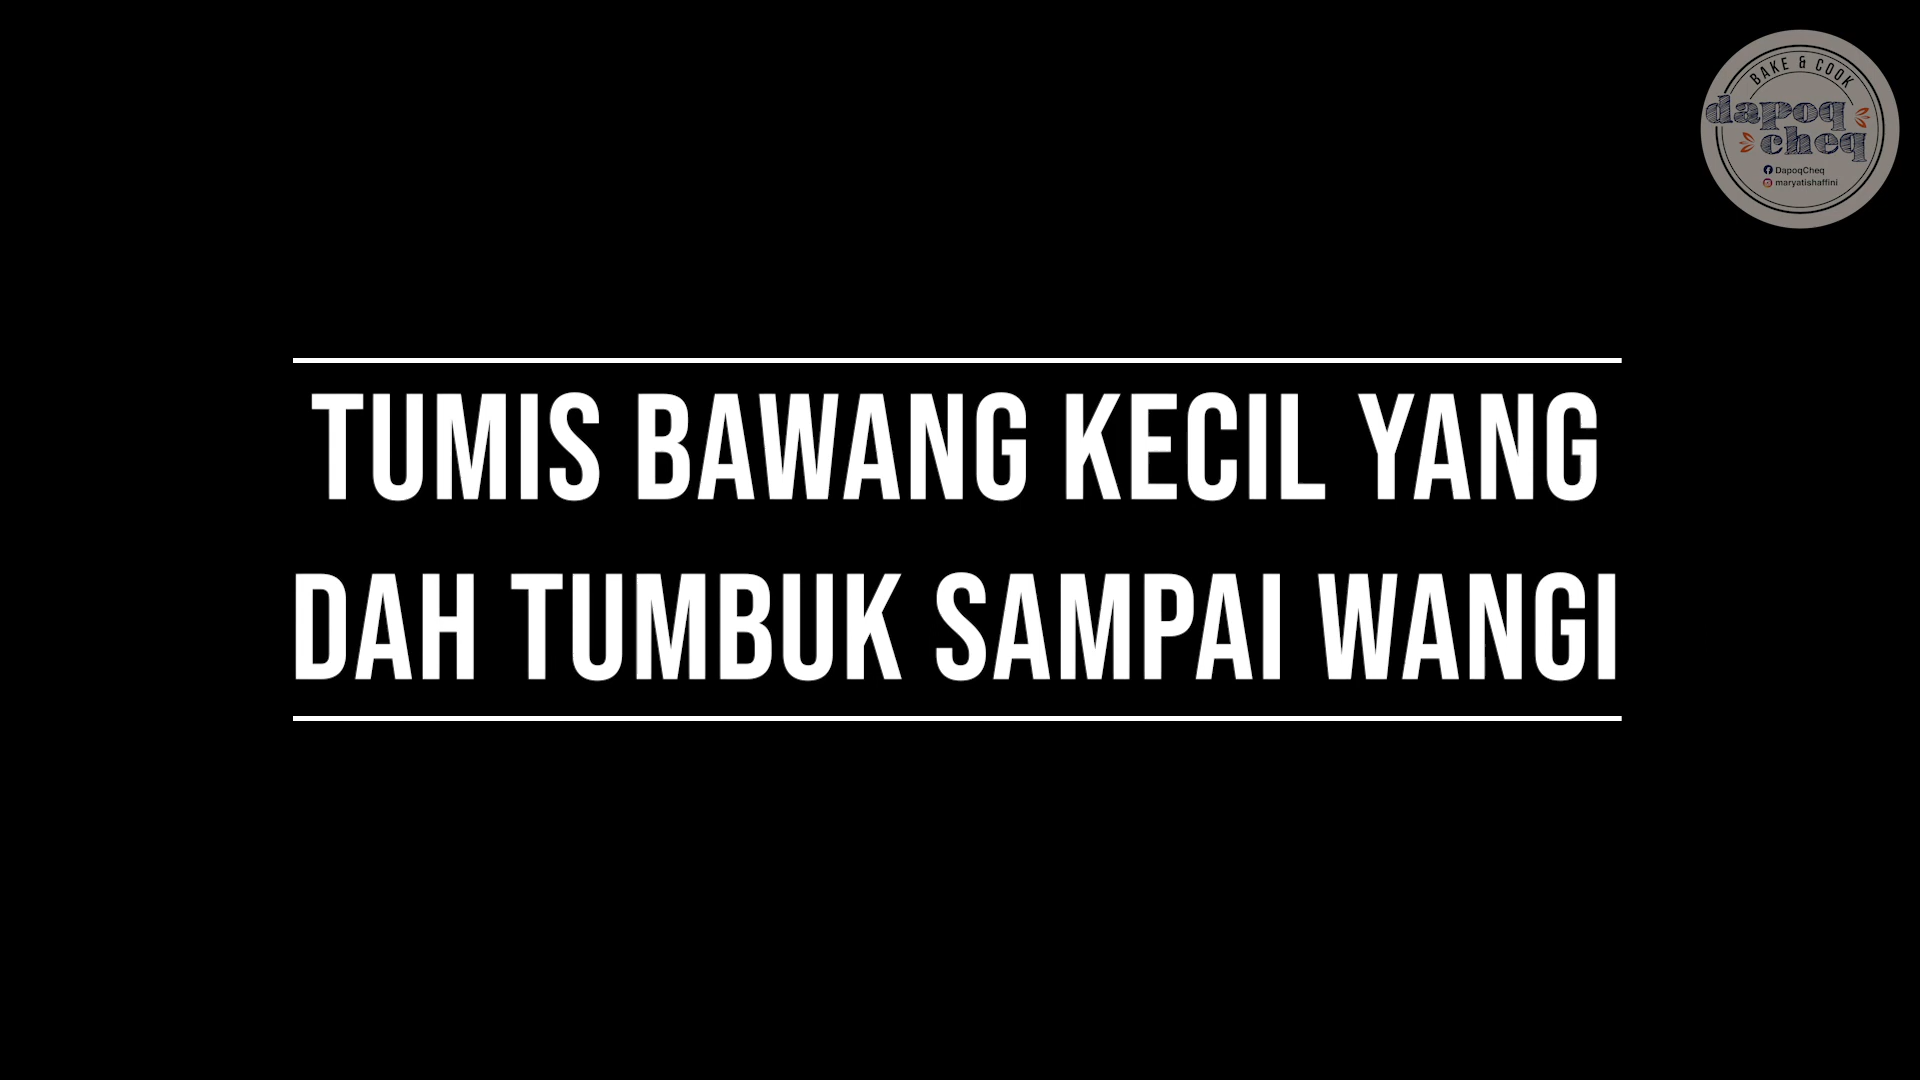 BAKE & COOK
dapoq
cheq
DapoqCheq
maryatishaffini
TUMIS BAWANG KECIL YANG
DAH TUMBUK SAMPAI WANGI